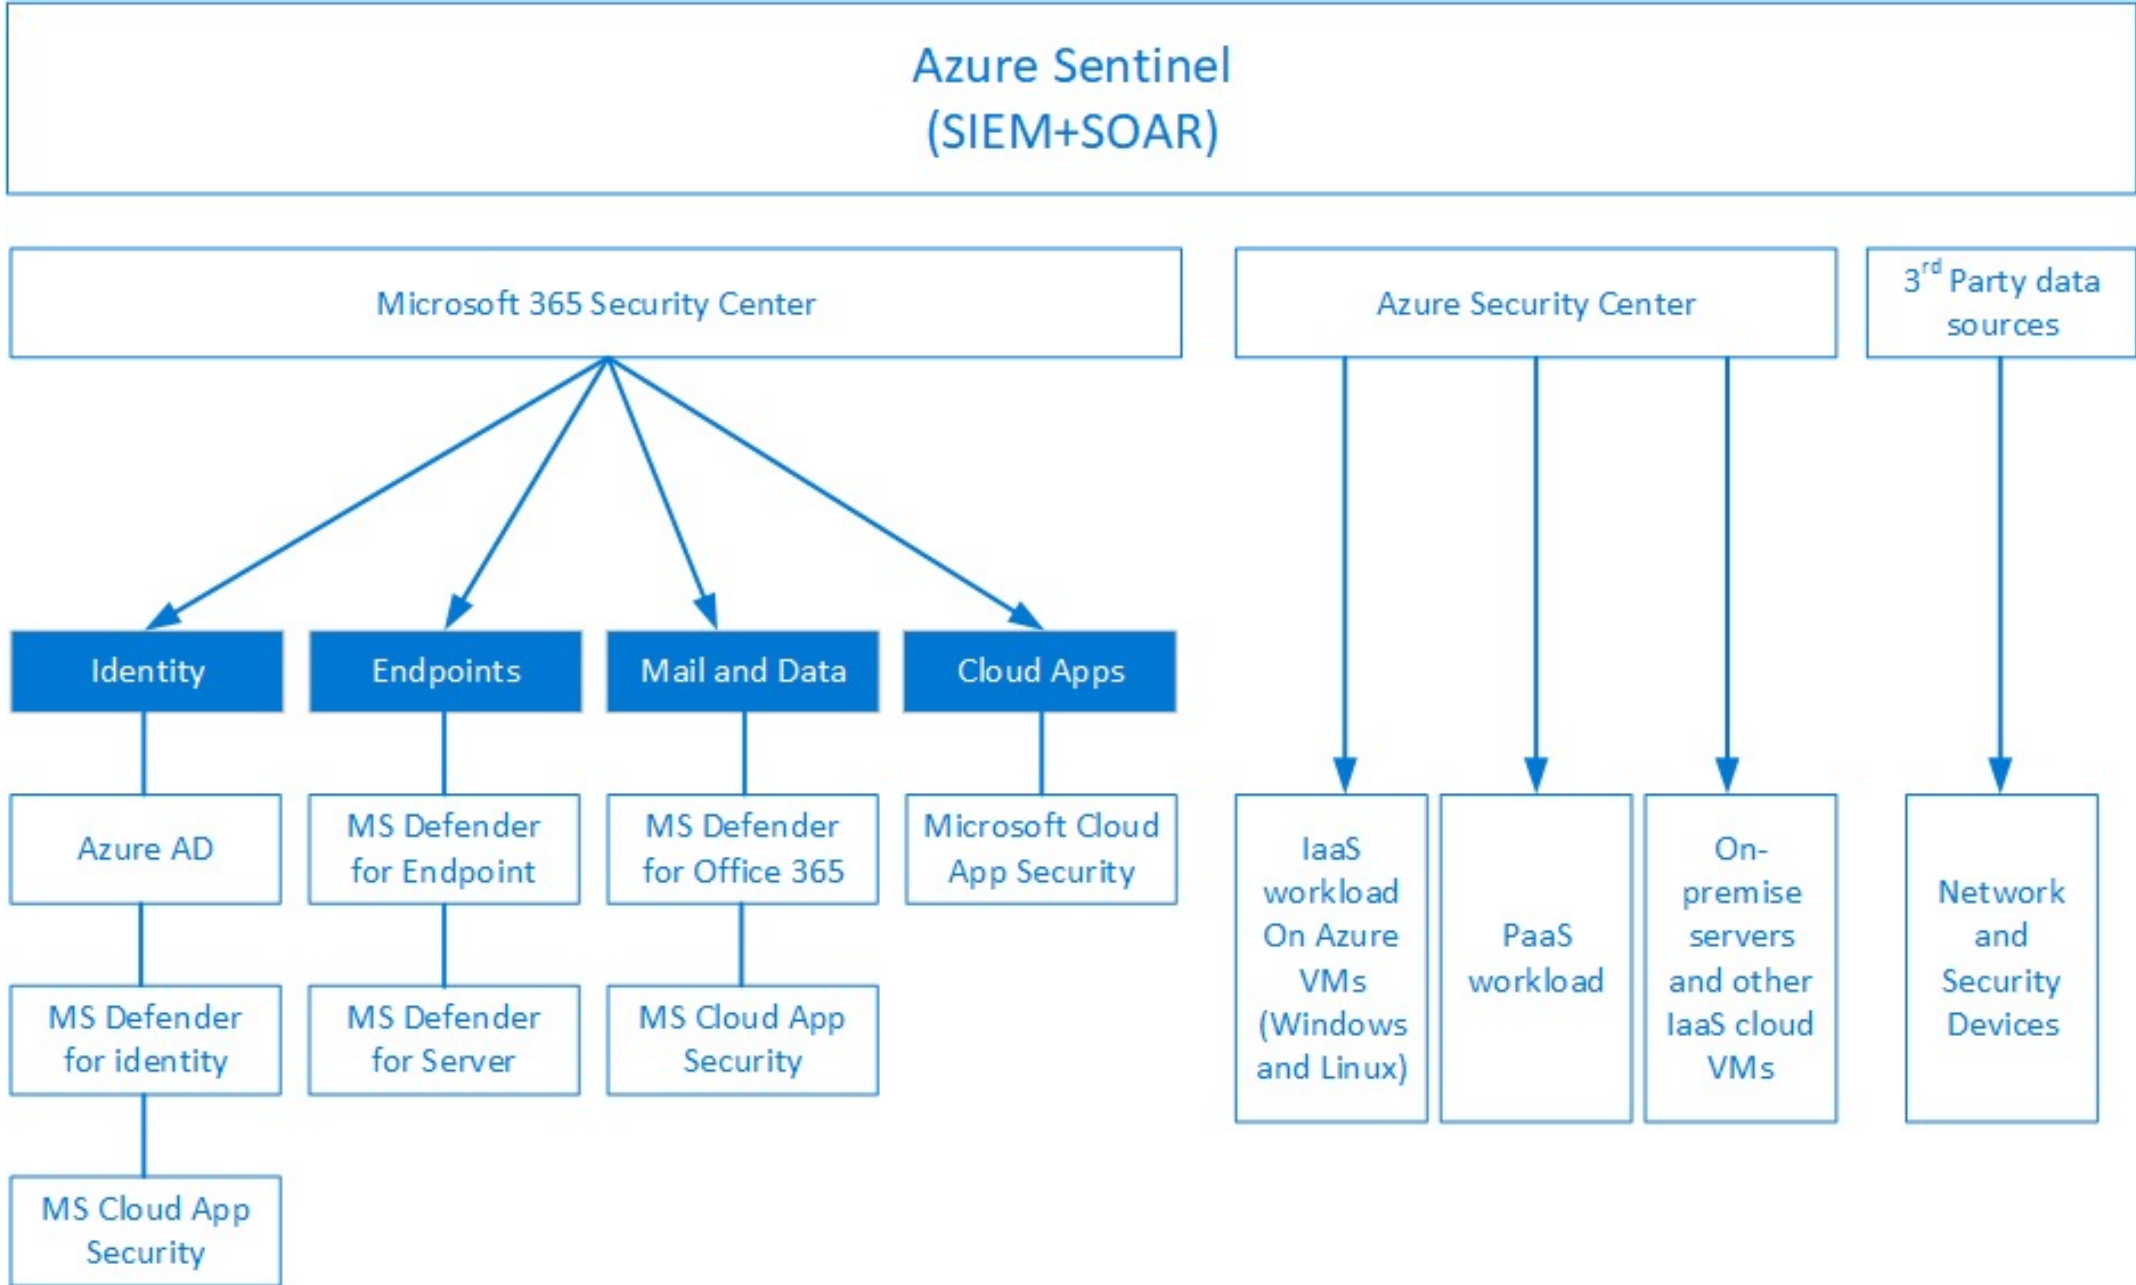 Azure Sentinel
(SIEM+SOAR)
Microsoft 365 Security Center
Azure Security Center
3rd Party data
sources
Identity
Endpoints
Mail and Data
Cloud Apps
Azure AD
MS Defender
for Endpoint
MS Defender
for Office 365
Microsoft Cloud
App Security
MS Defender
for identity
MS Defender
for Server
MS Cloud App
Security
MS Cloud App
Security
IaaS
workload
On Azure
VMs
(Windows
and Linux)
PaaS
workload
On-
premise
servers
and other
IaaS cloud
VMs
Network
and
Security
Devices